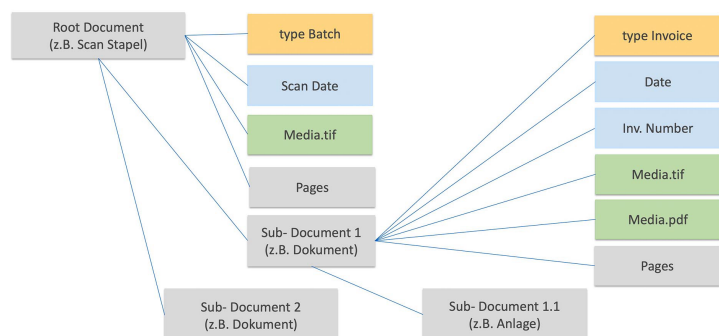 Root Document
(z.B. Scan Stapel)
type Batch
Scan Date
Media.tif
Pages
Sub- Document 1
(z.B. Dokument)
type Invoice
Date
Inv. Number
Media.tif
Media.pdf
Pages
Sub- Document 2
(z.B. Dokument)
Sub- Document 1.1
(z.B. Anlage)